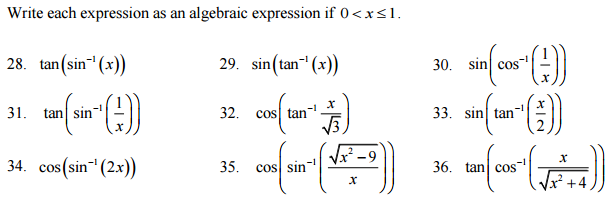 Write each expression as an algebraic expression if 0 < x ≤ 1.
28. tan(sin⁻¹(x)) 29. sin(tan⁻¹(x)) 30. sin(cos⁻¹(1/x))
31. tan(sin⁻¹(1/x)) 32. cos(tan⁻¹ x/√3) 33. sin(tan⁻¹(x/2))
34. cos(sin⁻¹(2x)) 35. cos(sin⁻¹(√(x²-9)/x)) 36. tan(cos⁻¹(x/√(x²+4)))